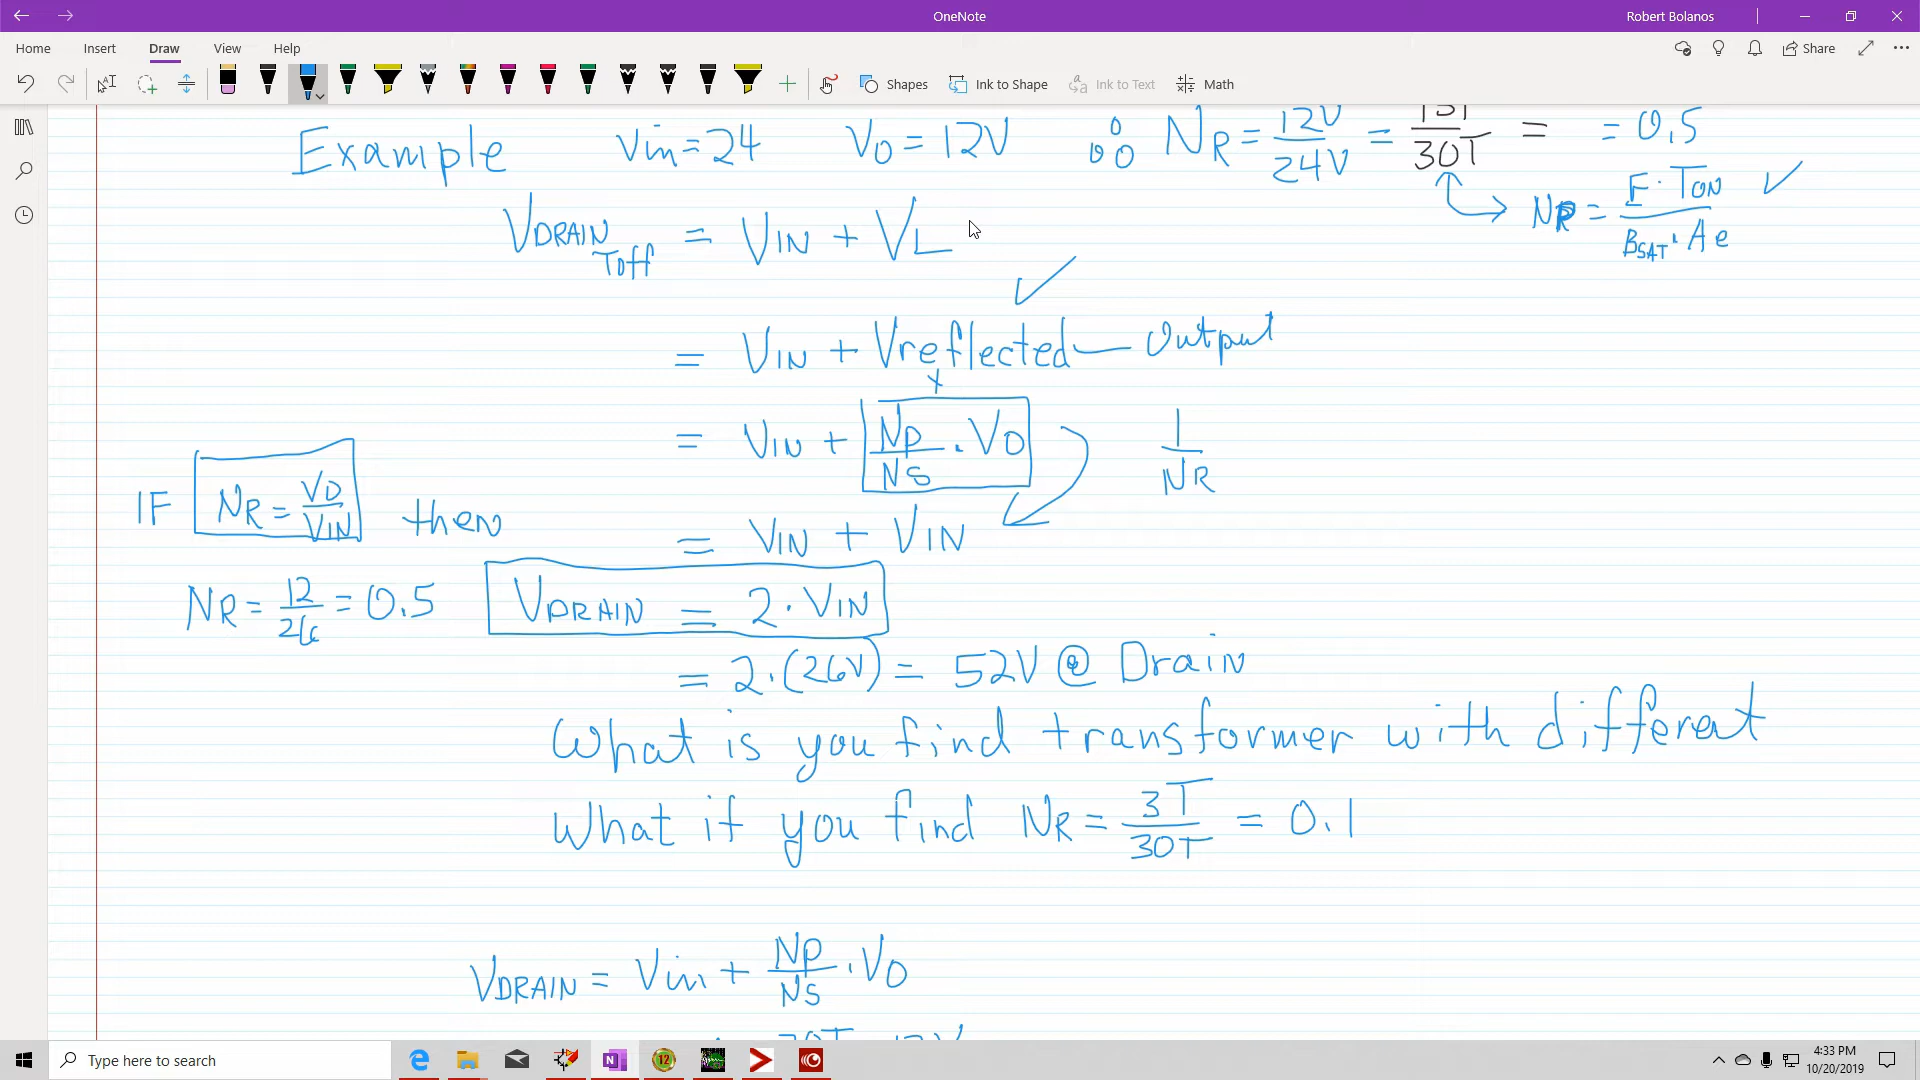 OneNote
Robert Bolanos
Home Insert Draw View Help
Share
Shapes Ink to Shape Ink to Text Math
Example Vin=24 VO=12V ∴ NR = 12V/24V = 15T/30T = = 0.5
NP = E·TON/BSAT·Ae ✓
VDRAIN Toff = VIN + VL
✓
= VIN + Vreflected — Output
x
= VIN + NP/NS · VO 1/NR
IF NR = VO/VIN then
= VIN + VIN
NR = 12/26 = 0.5 VDRAIN = 2·VIN
= 2·(26V) = 52V @ Drain
What is you find transformer with different
What if you find NR = 3T/30T = 0.1
VDRAIN = Vin + NP/NS · VO
Type here to search
12
4:33 PM
10/20/2019